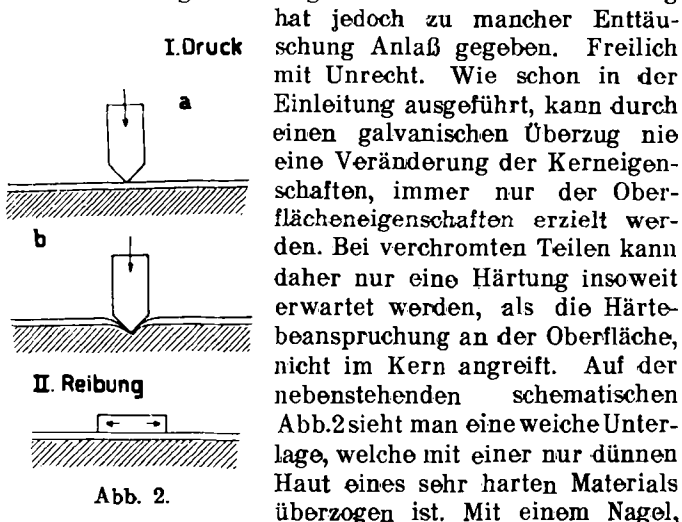 hat jedoch zu mancher Enttäu-
schung Anlaß gegeben. Freilich
mit Unrecht. Wie schon in der
Einleitung ausgeführt, kann durch
einen galvanischen Überzug nie
eine Veränderung der Kerneigen-
schaften, immer nur der Ober-
flächeneigenschaften erzielt wer-
den. Bei verchromten Teilen kann
daher nur eine Härtung insoweit
erwartet werden, als die Härte-
beanspruchung an der Oberfläche,
nicht im Kern angreift. Auf der
nebenstehenden schematischen
Abb.2 sieht man eine weiche Unter-
lage, welche mit einer nur dünnen
Haut eines sehr harten Materials
überzogen ist. Mit einem Nagel,
I. Druck
a
b
II. Reibung
Abb. 2.